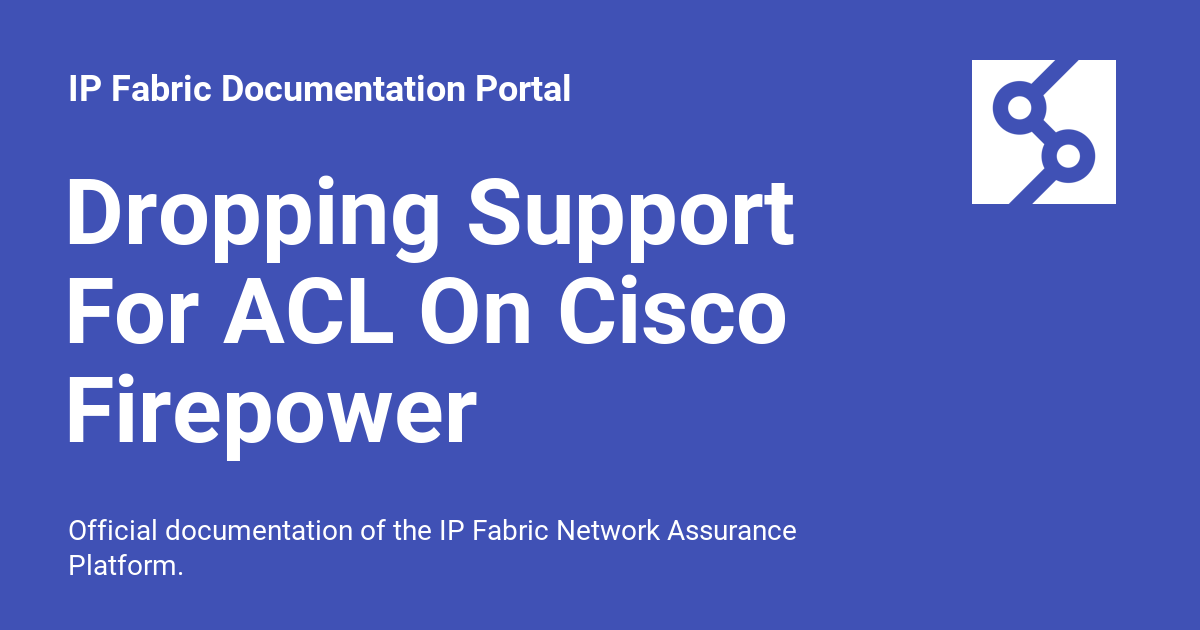 IP Fabric Documentation Portal
Dropping Support
For ACL On Cisco
Firepower
Official documentation of the IP Fabric Network Assurance
Platform.